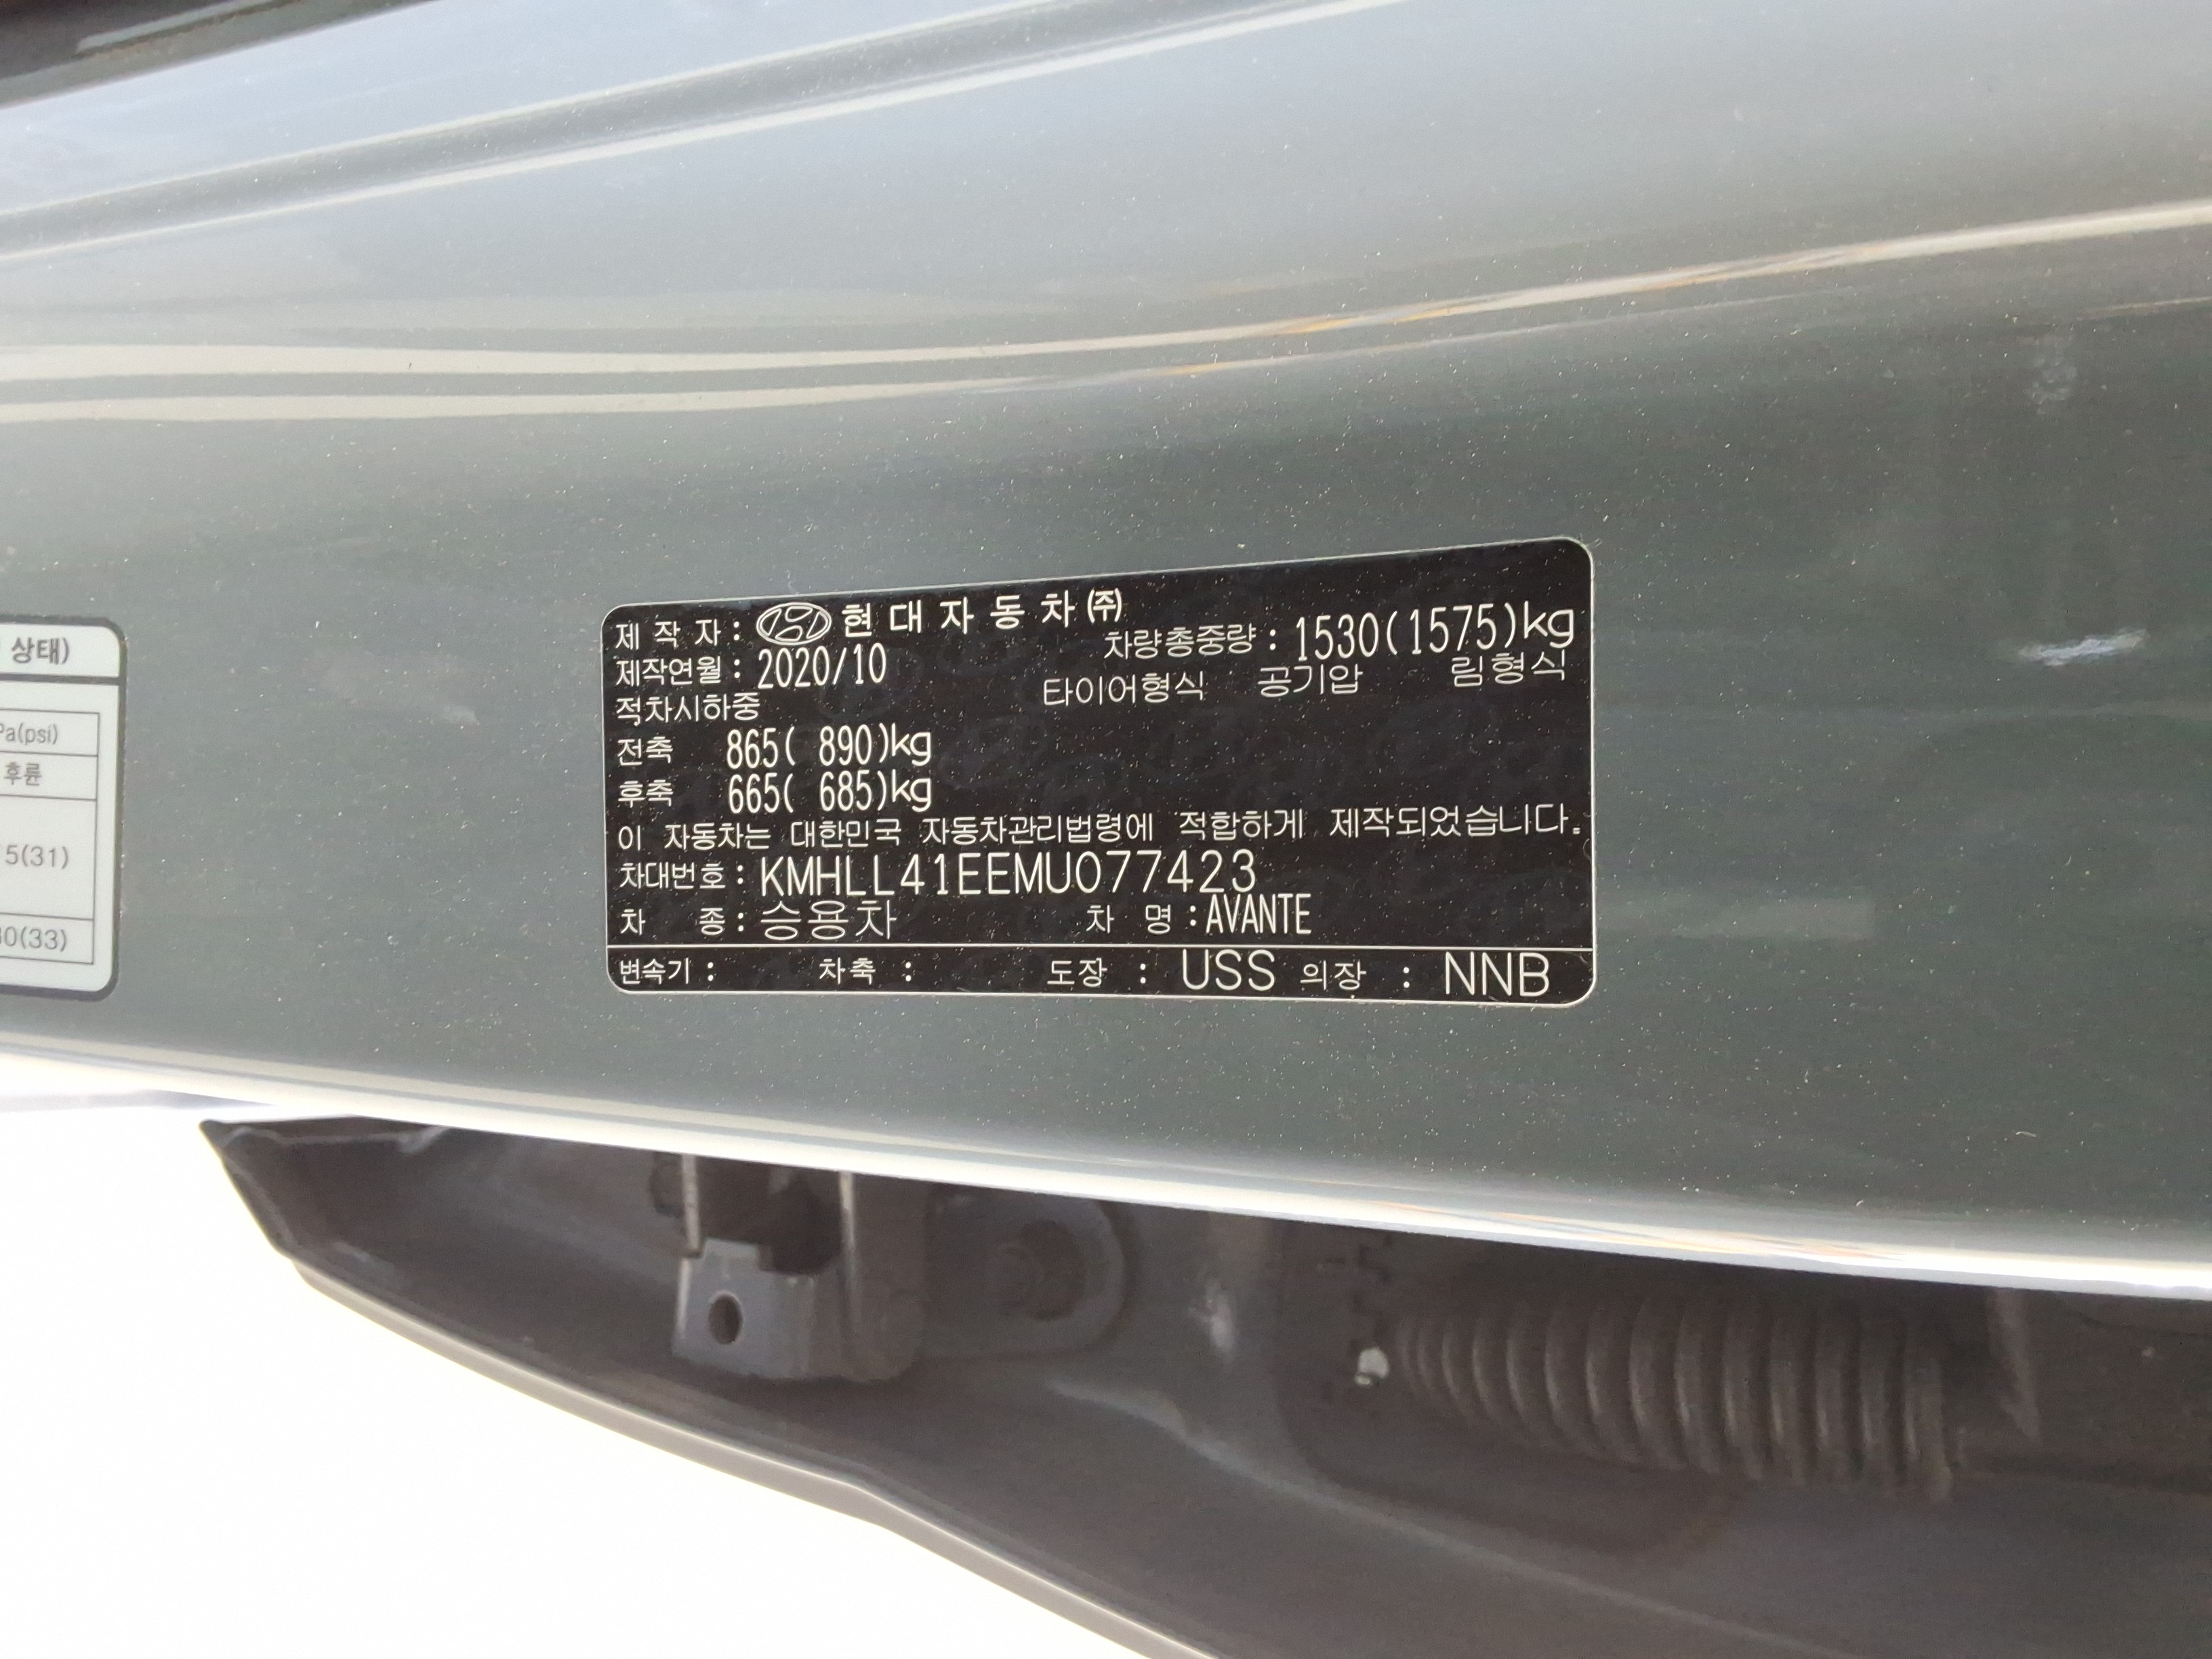 상태)
Pa(psi)
후륜
5(31)
0(33)
제 작 자 : 현 대 자 동 차 ㈜
차량총중량 : 1530(1575)kg
제작연월 : 2020/10
타이어형식 공기압 림형식
적차시하중
전축 865( 890)kg
후축 665( 685)kg
이 자동차는 대한민국 자동차관리법령에 적합하게 제작되었습니다.
차대번호 : KMHLL41EEMU077423
차 종 : 승용차 차 명 : AVANTE
변속기 : 차축 : 도장 : USS 의장 : NNB